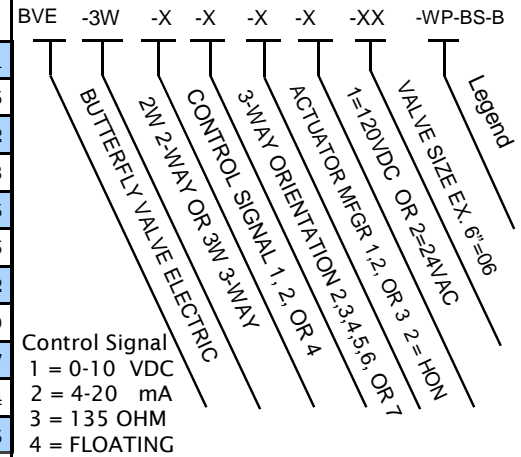 BVE -3W -X -X -X -X -XX -WP-BS-B
BUTTERFLY VALVE ELECTRIC
2W 2-WAY OR 3W 3-WAY
CONTROL SIGNAL 1, 2, OR 4
3-WAY ORIENTATION 2,3,4,5,6, OR 7
ACTUATOR MFGR 1,2, OR 3 2 = HON
1=120VDC OR 2=24VAC
VALVE SIZE EX. 6"=06
Legend
Control Signal
1 = 0-10 VDC
2 = 4-20 mA
3 = 135 OHM
4 = FLOATING